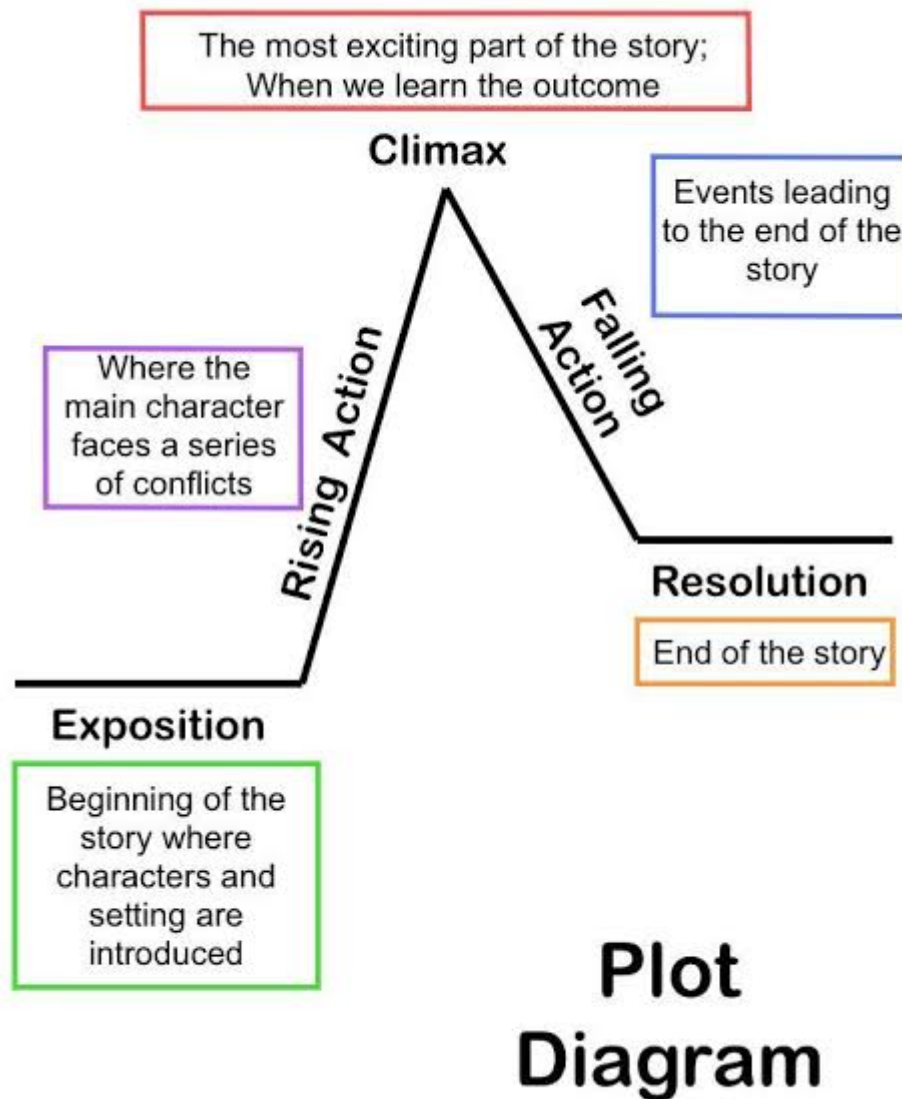 The most exciting part of the story;
When we learn the outcome
Climax
Events leading
to the end of the
story
Falling
Action
Where the
main character
faces a series
of conflicts
Rising Action
Resolution
End of the story
Exposition
Beginning of the
story where
characters and
setting are
introduced
Plot
Diagram